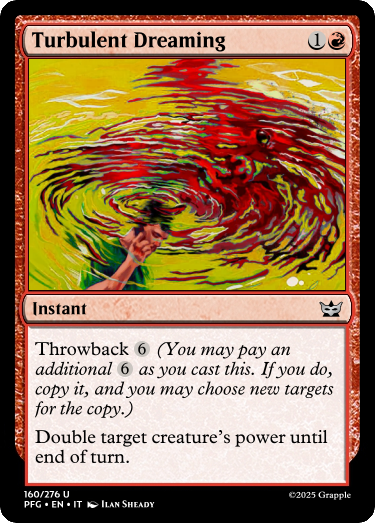 Turbulent Dreaming 1
Instant
Throwback 6 (You may pay an
additional 6 as you cast this. If you do,
copy it, and you may choose new targets
for the copy.)
Double target creature's power until
end of turn.
160/276 U
PFG • EN • IT Ilan Sheady
©2025 Grapple